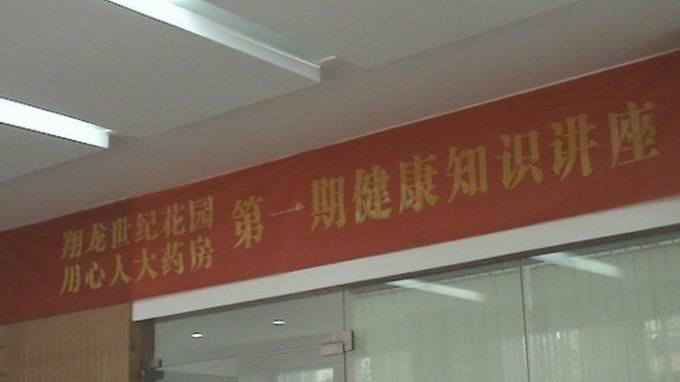 翔龙世纪花园
用心人大药房
第一期健康知识讲座